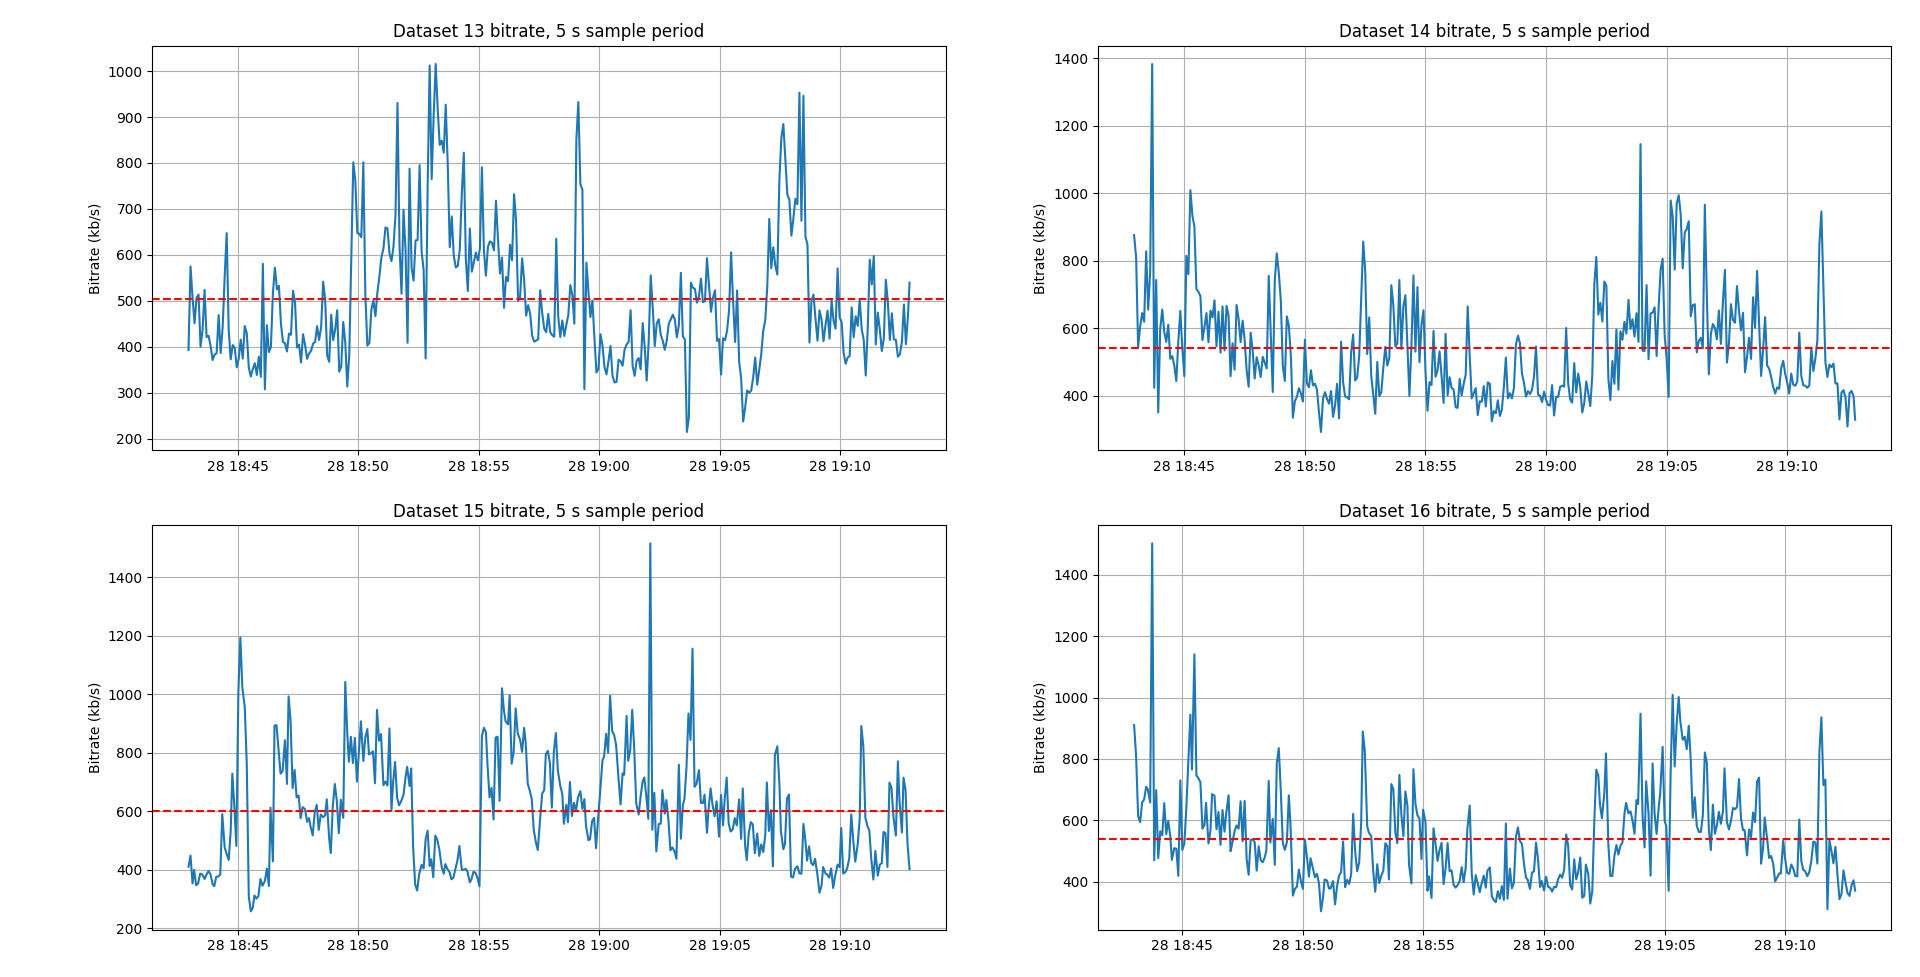 Dataset 13 bitrate, 5 s sample period
Bitrate (kb/s)
1000
900
800
700
600
500
400
300
200
28 18:45 28 18:50 28 18:55 28 19:00 28 19:05 28 19:10
Dataset 14 bitrate, 5 s sample period
Bitrate (kb/s)
1400
1200
1000
800
600
400
28 18:45 28 18:50 28 18:55 28 19:00 28 19:05 28 19:10
Dataset 15 bitrate, 5 s sample period
Bitrate (kb/s)
1400
1200
1000
800
600
400
200
28 18:45 28 18:50 28 18:55 28 19:00 28 19:05 28 19:10
Dataset 16 bitrate, 5 s sample period
Bitrate (kb/s)
1400
1200
1000
800
600
400
28 18:45 28 18:50 28 18:55 28 19:00 28 19:05 28 19:10